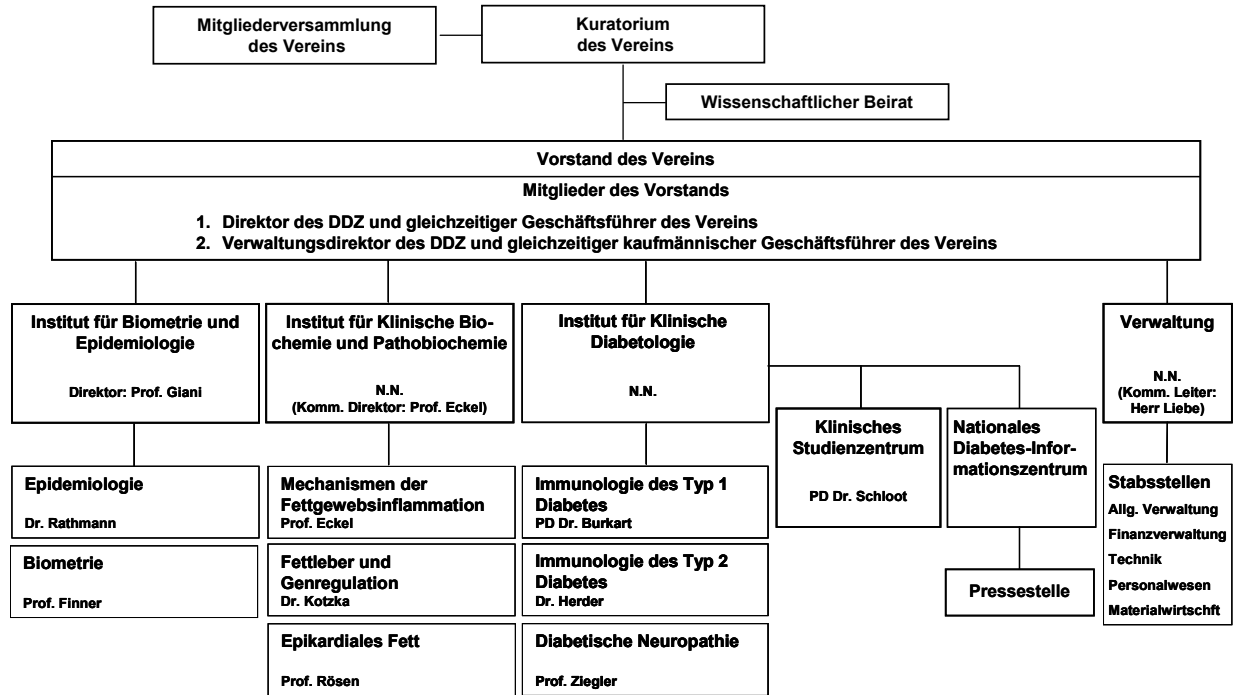 Mitgliederversammlung
des Vereins
Kuratorium
des Vereins
Wissenschaftlicher Beirat
Vorstand des Vereins
Mitglieder des Vorstands
1. Direktor des DDZ und gleichzeitiger Geschäftsführer des Vereins
2. Verwaltungsdirektor des DDZ und gleichzeitiger kaufmännischer Geschäftsführer des Vereins
Institut für Biometrie und
Epidemiologie
Direktor: Prof. Giani
Institut für Klinische Bio-
chemie und Pathobiochemie
N.N.
(Komm. Direktor: Prof. Eckel)
Institut für Klinische
Diabetologie
N.N.
Verwaltung
N.N.
(Komm. Leiter:
Herr Liebe)
Klinisches
Studienzentrum
PD Dr. Schloot
Nationales
Diabetes-Infor-
mationszentrum
Pressestelle
Epidemiologie
Dr. Rathmann
Biometrie
Prof. Finner
Mechanismen der
Fettgewebsinflammation
Prof. Eckel
Fettleber und
Genregulation
Dr. Kotzka
Epikardiales Fett
Prof. Rösen
Immunologie des Typ 1
Diabetes
PD Dr. Burkart
Immunologie des Typ 2
Diabetes
Dr. Herder
Diabetische Neuropathie
Prof. Ziegler
Stabsstellen
Allg. Verwaltung
Finanzverwaltung
Technik
Personalwesen
Materialwirtschft